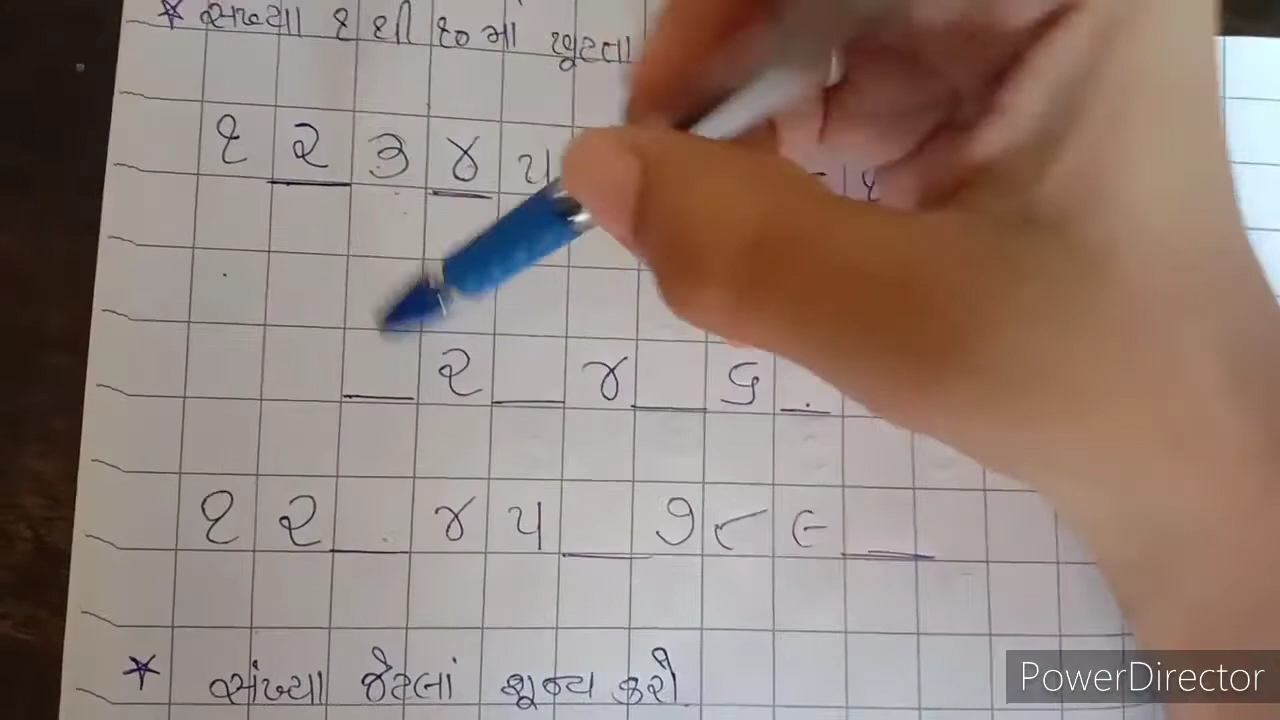 * સંખ્યા ૧ થી ૧૦ માં ખૂટતા
૧ ૨ ૩ ૪ ૫
_ ૨ _ ૪ _ ૬ _
૧ ૨ _ ૪ ૫ _ ૭ ૮ ૯ _
* સંખ્યા જેટલાં શૂન્ય કરો
PowerDirector